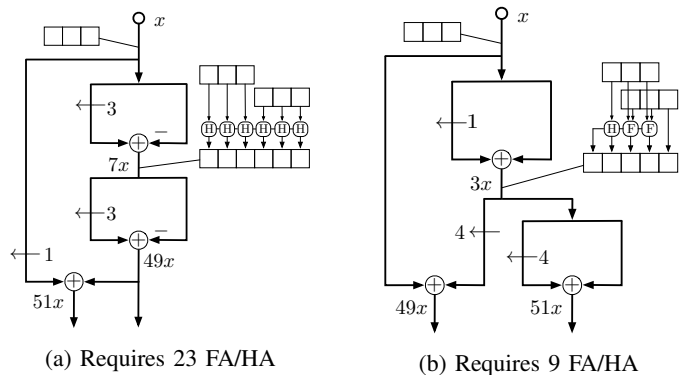 x
←3
−
H H H H H H
7x
←3
−
←1
49x
51x
(a) Requires 23 FA/HA
x
←1
H F F
3x
4←
←4
49x
51x
(b) Requires 9 FA/HA